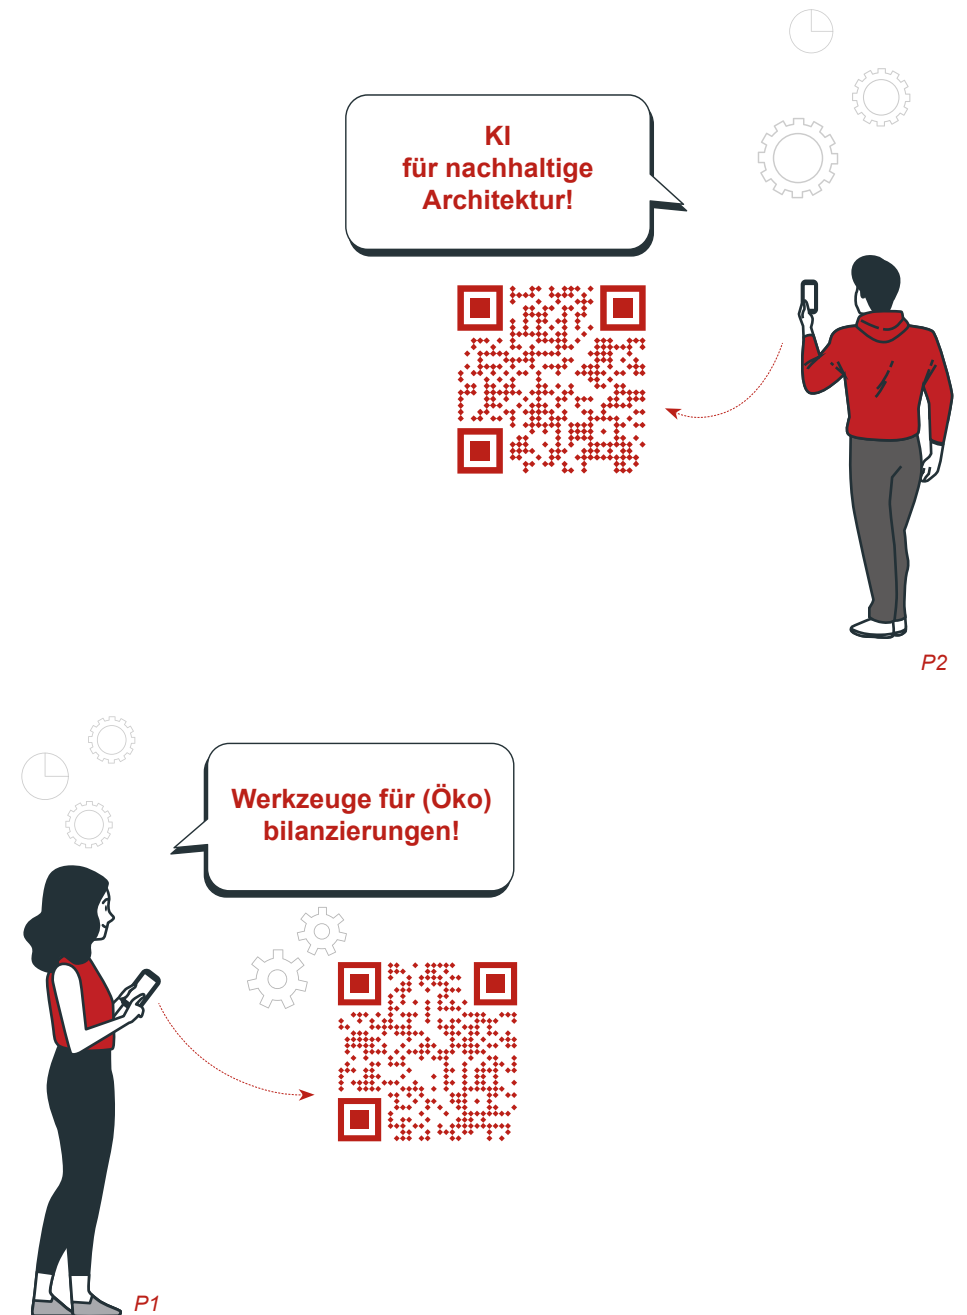 KI
für nachhaltige
Architektur!
P2
Werkzeuge für (Öko)
bilanzierungen!
P1